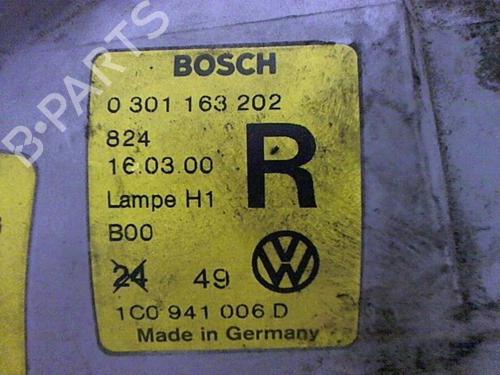 BOSCH
0 301 163 202
824
16.03.00
R
Lampe H1
B00
24 49
1C0 941 006 D
Made in Germany
B-PARTS